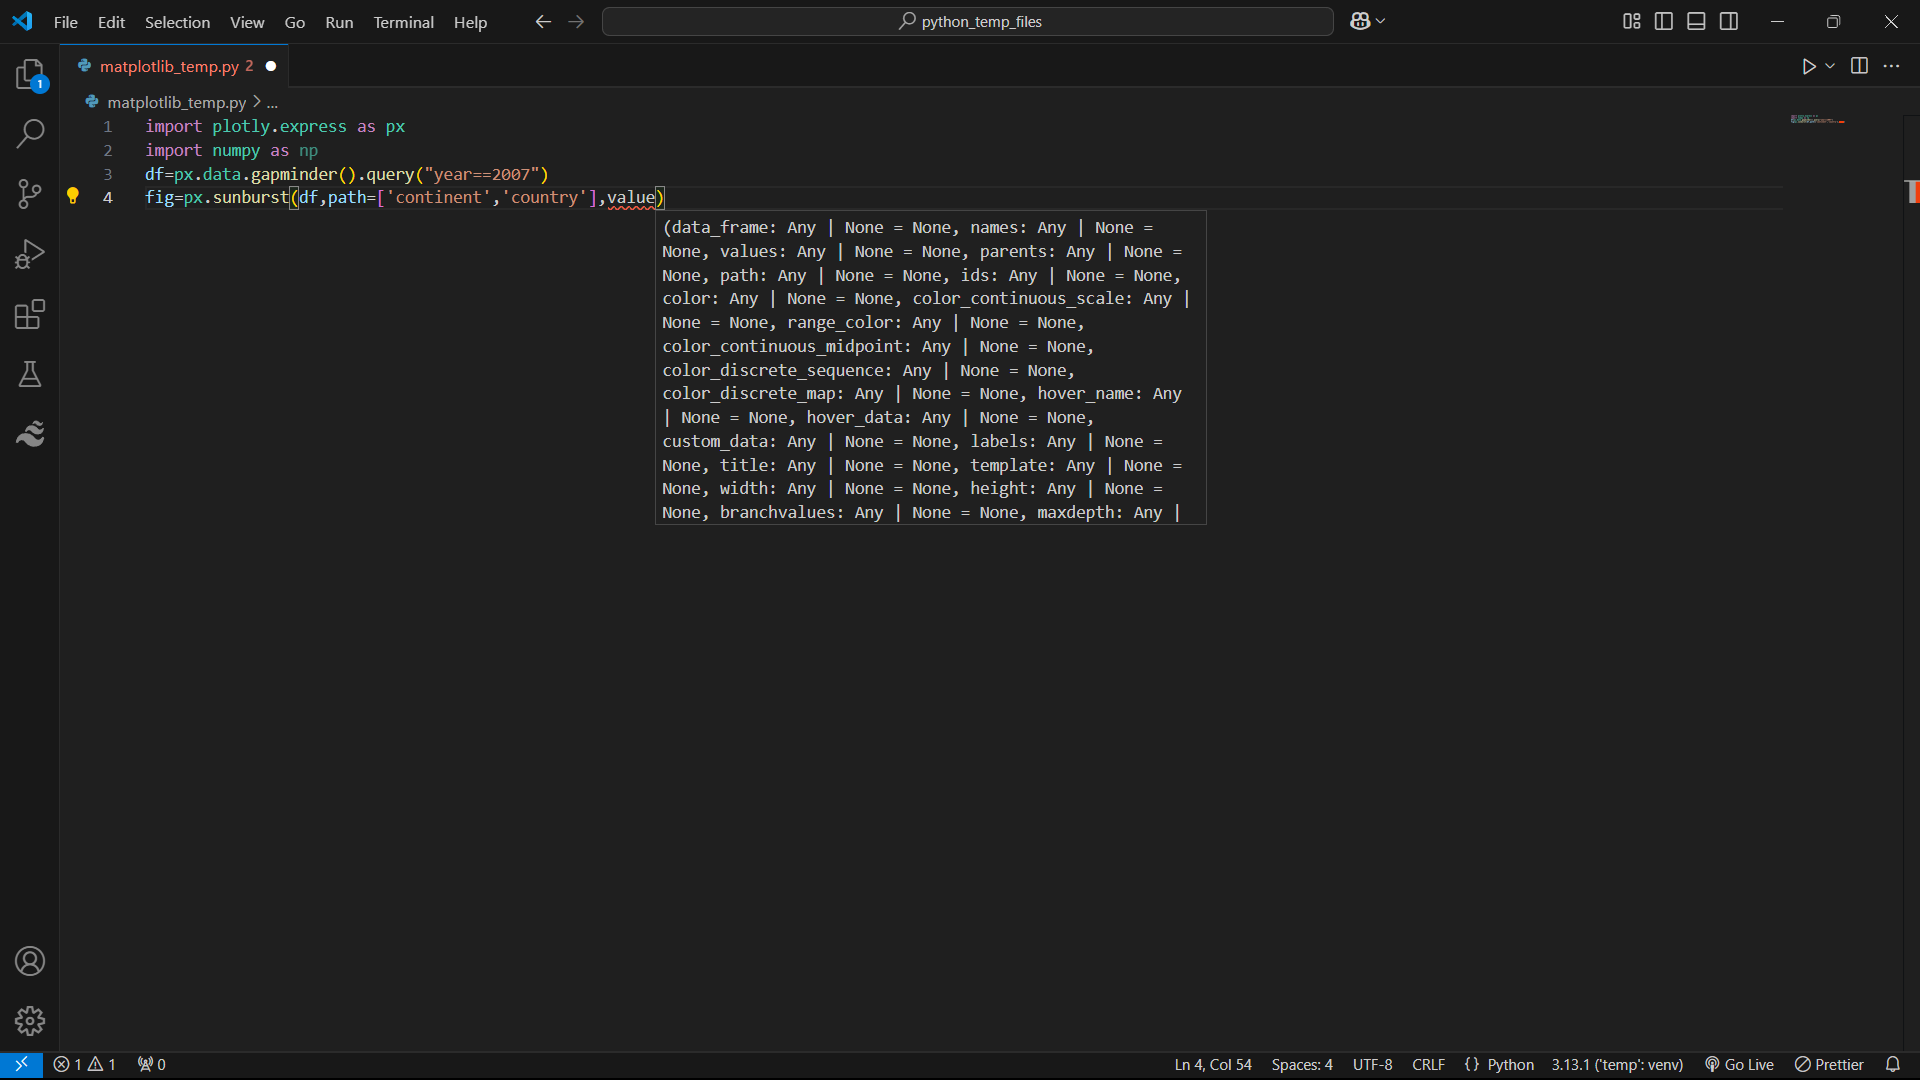 File Edit Selection View Go Run Terminal Help
python_temp_files
matplotlib_temp.py 2
1
matplotlib_temp.py > ...
1 import plotly.express as px
2 import numpy as np
3 df=px.data.gapminder().query("year==2007")
4 fig=px.sunburst(df,path=['continent','country'],value)
(data_frame: Any | None = None, names: Any | None =
None, values: Any | None = None, parents: Any | None =
None, path: Any | None = None, ids: Any | None = None,
color: Any | None = None, color_continuous_scale: Any |
None = None, range_color: Any | None = None,
color_continuous_midpoint: Any | None = None,
color_discrete_sequence: Any | None = None,
color_discrete_map: Any | None = None, hover_name: Any
| None = None, hover_data: Any | None = None,
custom_data: Any | None = None, labels: Any | None =
None, title: Any | None = None, template: Any | None =
None, width: Any | None = None, height: Any | None =
None, branchvalues: Any | None = None, maxdepth: Any |
1 1 0 Ln 4, Col 54 Spaces: 4 UTF-8 CRLF {} Python 3.13.1 ('temp': venv) Go Live Prettier